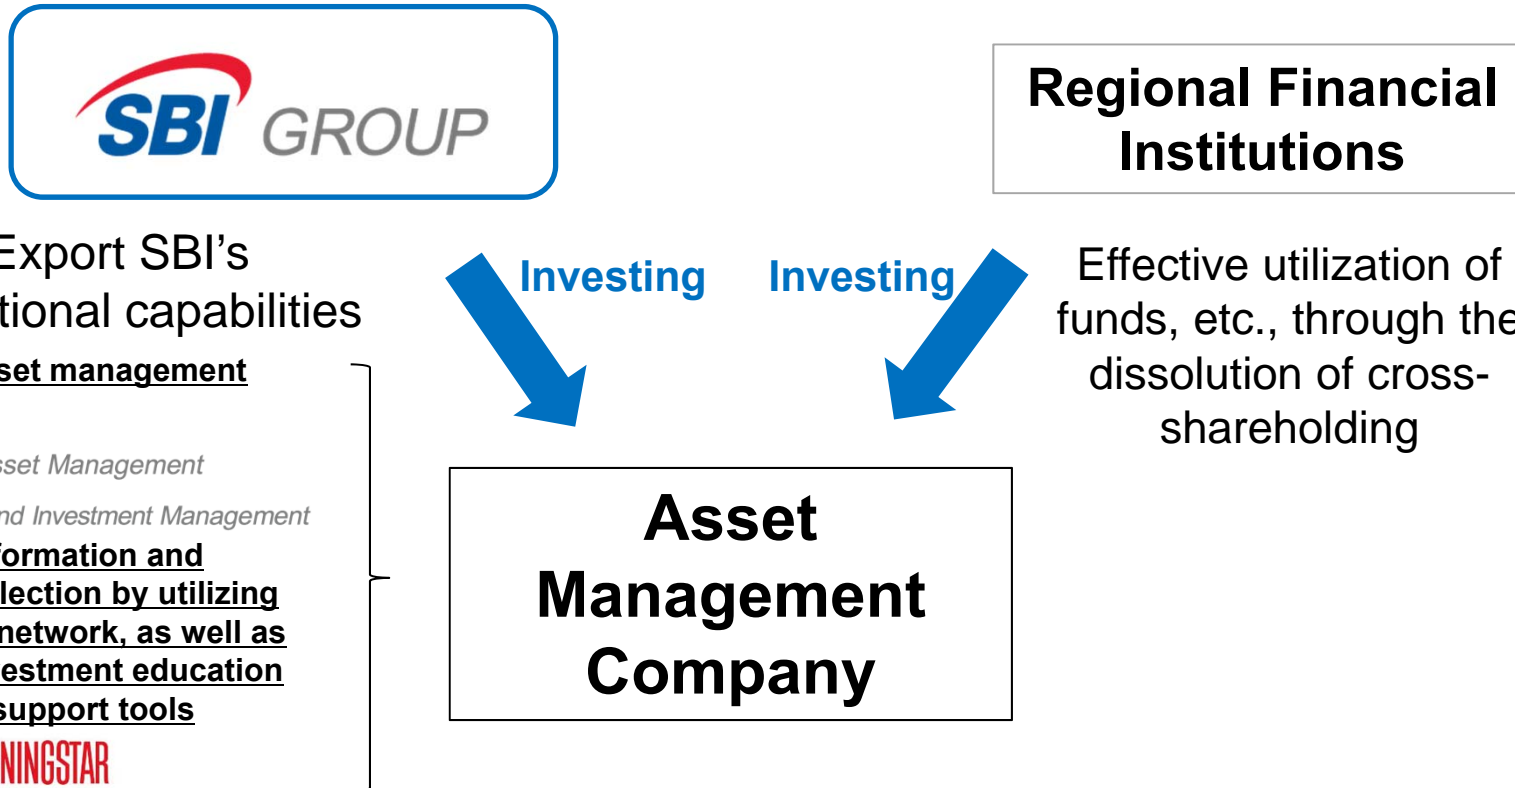 SBI GROUP
Regional Financial
Institutions
Export SBI's
tional capabilities
Investing
Investing
Effective utilization of
funds, etc., through the
dissolution of cross-
shareholding
set management
sset Management
nd Investment Management
formation and
lection by utilizing
network, as well as
estment education
support tools
NINGSTAR
Asset
Management
Company